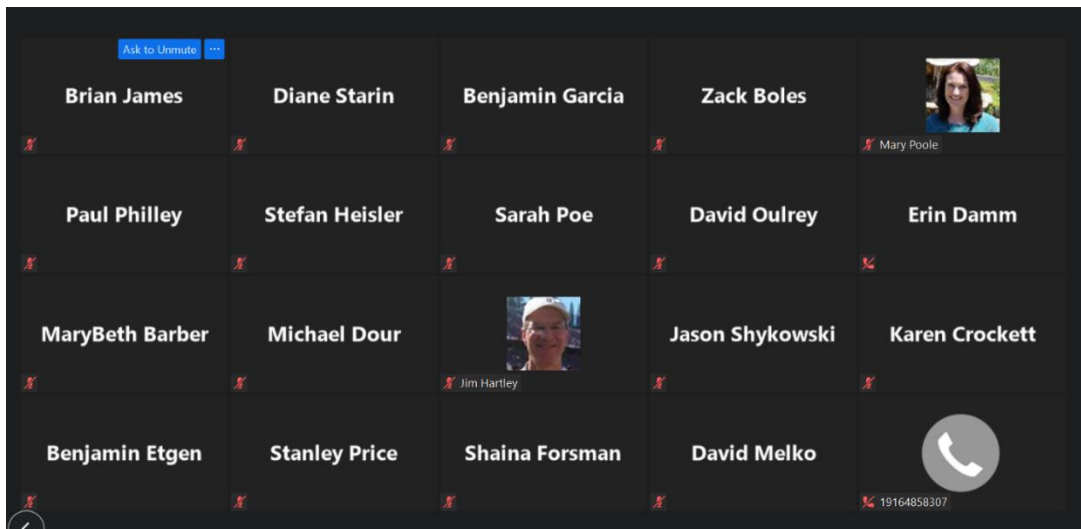 Ask to Unmute ...
Brian James
Diane Starin
Benjamin Garcia
Zack Boles
Mary Poole
Paul Philley
Stefan Heisler
Sarah Poe
David Oulrey
Erin Damm
MaryBeth Barber
Michael Dour
Jim Hartley
Jason Shykowski
Karen Crockett
Benjamin Etgen
Stanley Price
Shaina Forsman
David Melko
19164858307